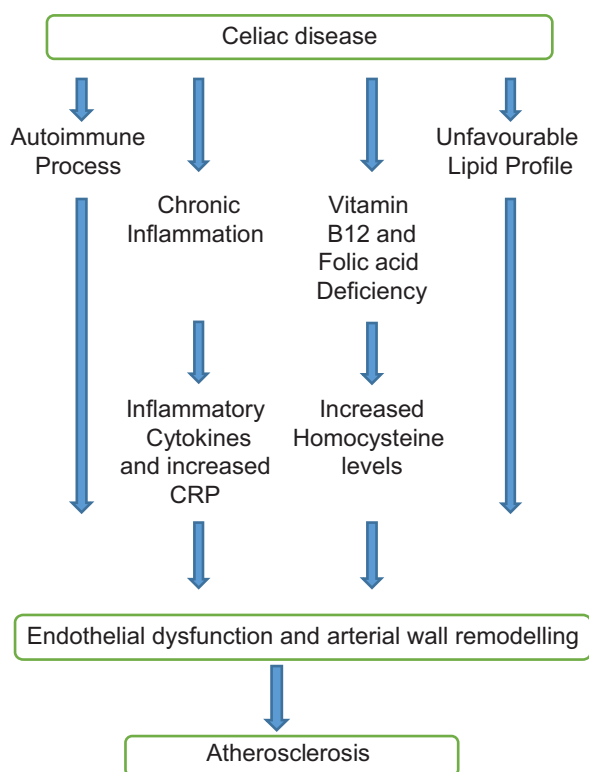 Celiac disease
Autoimmune
Process
Unfavourable
Lipid Profile
Chronic
Inflammation
Vitamin
B12 and
Folic acid
Deficiency
Inflammatory
Cytokines
and increased
CRP
Increased
Homocysteine
levels
Endothelial dysfunction and arterial wall remodelling
Atherosclerosis